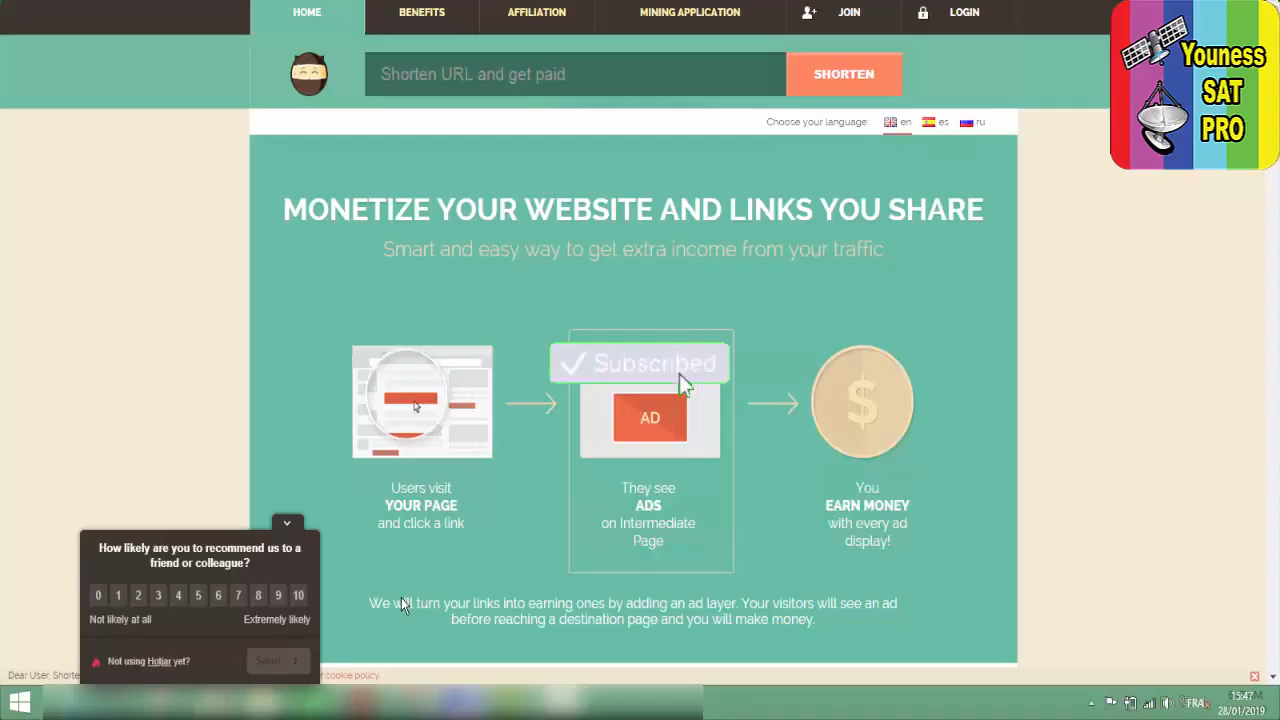 HOME
BENEFITS
AFFILIATION
MINING APPLICATION
JOIN
LOGIN
Shorten URL and get paid
SHORTEN
Youness
SAT
PRO
Choose your language:
en
es
ru
MONETIZE YOUR WEBSITE AND LINKS YOU SHARE
Smart and easy way to get extra income from your traffic
Subscribed
AD
$
Users visit
YOUR PAGE
and click a link
They see
ADS
on Intermediate
Page
You
EARN MONEY
with every ad
display!
We will turn your links into earning ones by adding an ad layer. Your visitors will see an ad
before reaching a destination page and you will make money.
How likely are you to recommend us to a
friend or colleague?
0 1 2 3 4 5 6 7 8 9 10
Not likely at all
Extremely likely
Not using Hotjar yet?
Send
Dear User, Shorte
cookie policy.
FRA
15:47
28/01/2019